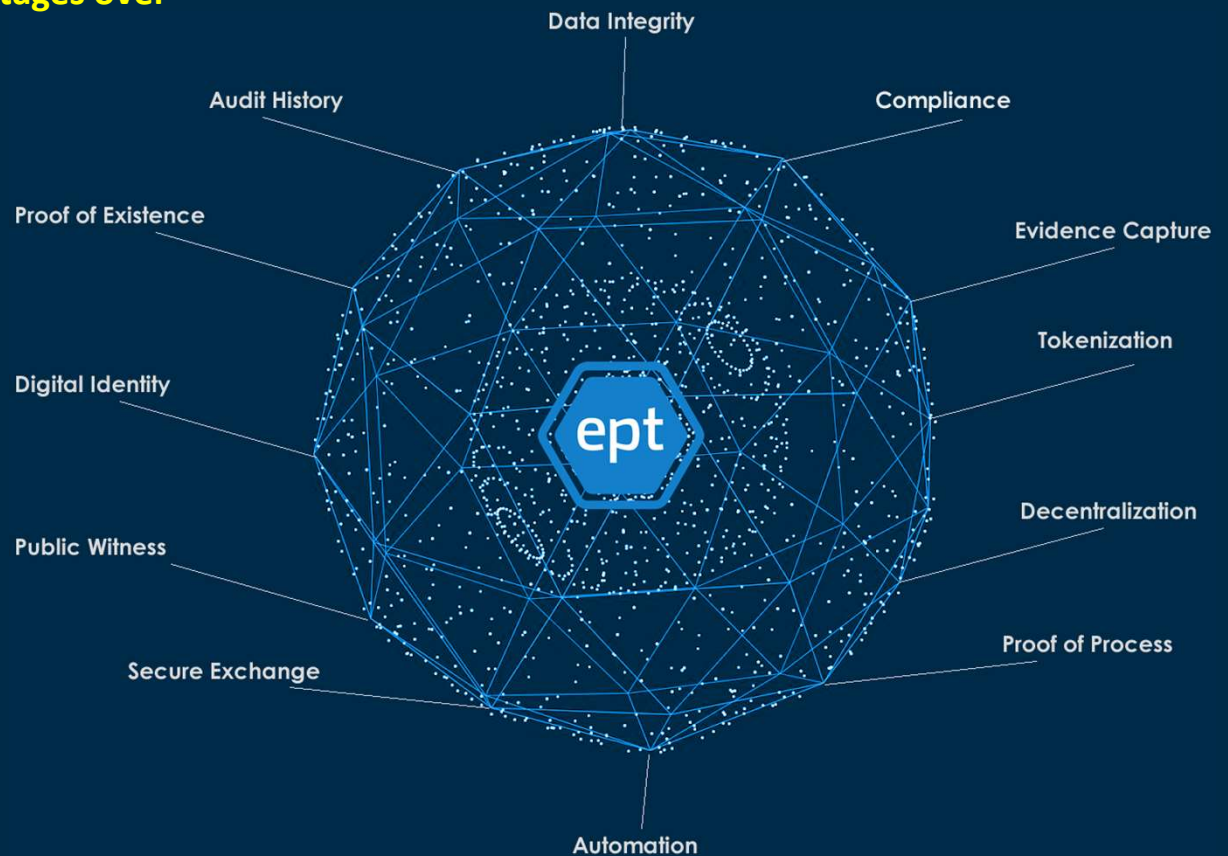 Data Integrity
Audit History
Compliance
Proof of Existence
Evidence Capture
Tokenization
Digital Identity
ept
Decentralization
Public Witness
Proof of Process
Secure Exchange
Automation